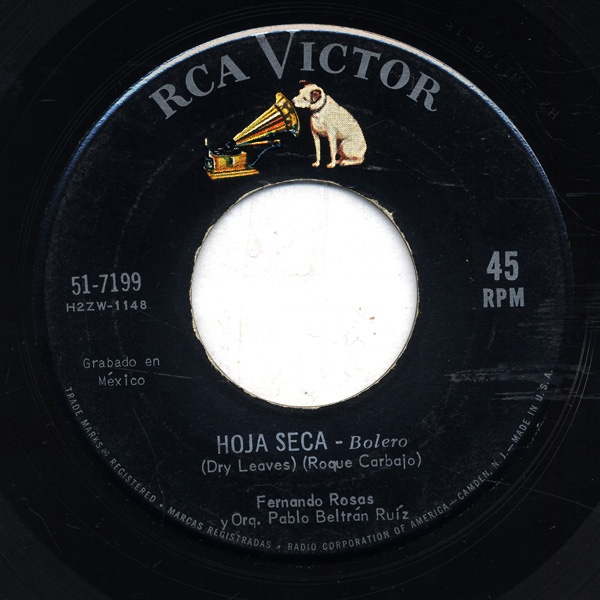 RCA VICTOR
51-7199
H2ZW-1148
45
RPM
Grabado en
México
HOJA SECA - Bolero
(Dry Leaves) (Roque Carbajo)
Fernando Rosas
y Orq. Pablo Beltrán Ruíz
TRADE MARKS ® REGISTERED • MARCAS REGISTRADAS • RADIO CORPORATION OF AMERICA—CAMDEN, N. J.—MADE IN U.S.A.